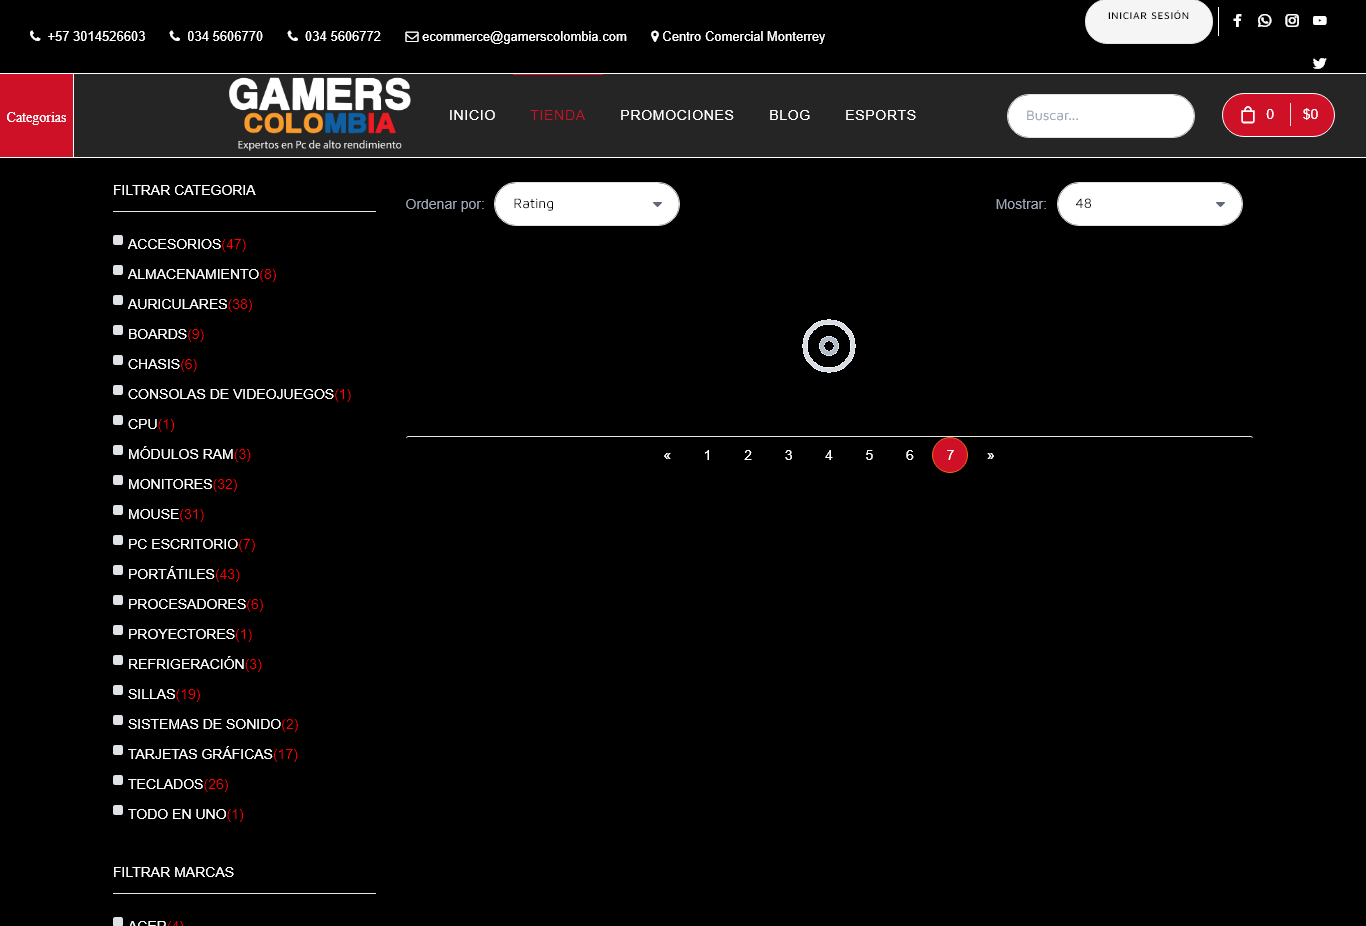 +57 3014526603 034 5606770 034 5606772 ecommerce@gamerscolombia.com Centro Comercial Monterrey
INICIAR SESIÓN
Categorias
GAMERS
COLOMBIA
Expertos en Pc de alto rendimiento
INICIO TIENDA PROMOCIONES BLOG ESPORTS
Buscar...
0 $0
FILTRAR CATEGORIA
ACCESORIOS(47)
ALMACENAMIENTO(8)
AURICULARES(38)
BOARDS(9)
CHASIS(6)
CONSOLAS DE VIDEOJUEGOS(1)
CPU(1)
MÓDULOS RAM(3)
MONITORES(32)
MOUSE(31)
PC ESCRITORIO(7)
PORTÁTILES(43)
PROCESADORES(6)
PROYECTORES(1)
REFRIGERACIÓN(3)
SILLAS(19)
SISTEMAS DE SONIDO(2)
TARJETAS GRÁFICAS(17)
TECLADOS(26)
TODO EN UNO(1)
FILTRAR MARCAS
ACER(4)
Ordenar por: Rating
Mostrar: 48
« 1 2 3 4 5 6 7 »